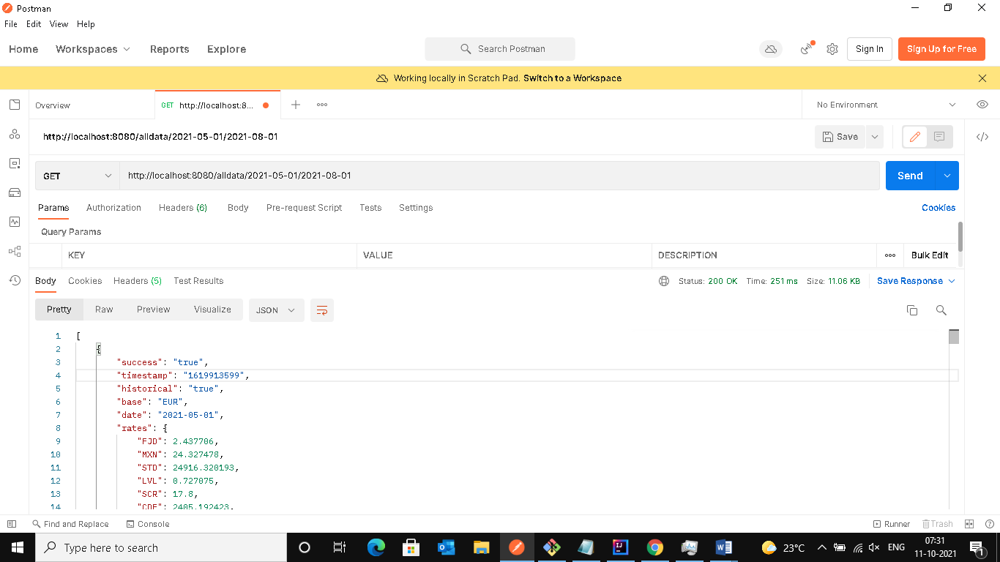 Postman
File Edit View Help
Home Workspaces Reports Explore Search Postman Sign In Sign Up for Free
Working locally in Scratch Pad. Switch to a Workspace
Overview GET http://localhost:8... No Environment
http://localhost:8080/alldata/2021-05-01/2021-08-01 Save
GET http://localhost:8080/alldata/2021-05-01/2021-08-01 Send
Params Authorization Headers (6) Body Pre-request Script Tests Settings Cookies
Query Params
KEY VALUE DESCRIPTION Bulk Edit
Body Cookies Headers (5) Test Results Status: 200 OK Time: 251 ms Size: 11.06 KB Save Response
Pretty Raw Preview Visualize JSON
1 [
2 {
3 "success": "true",
4 "timestamp": "1619913599",
5 "historical": "true",
6 "base": "EUR",
7 "date": "2021-05-01",
8 "rates": {
9 "FJD": 2.437706,
10 "MXN": 24.327478,
11 "STD": 24916.320193,
12 "LVL": 0.727075,
13 "SCR": 17.8,
14 "CDF": 2405.192423,
Find and Replace Console Runner Trash
Type here to search 23°C ENG 07:31
11-10-2021 1